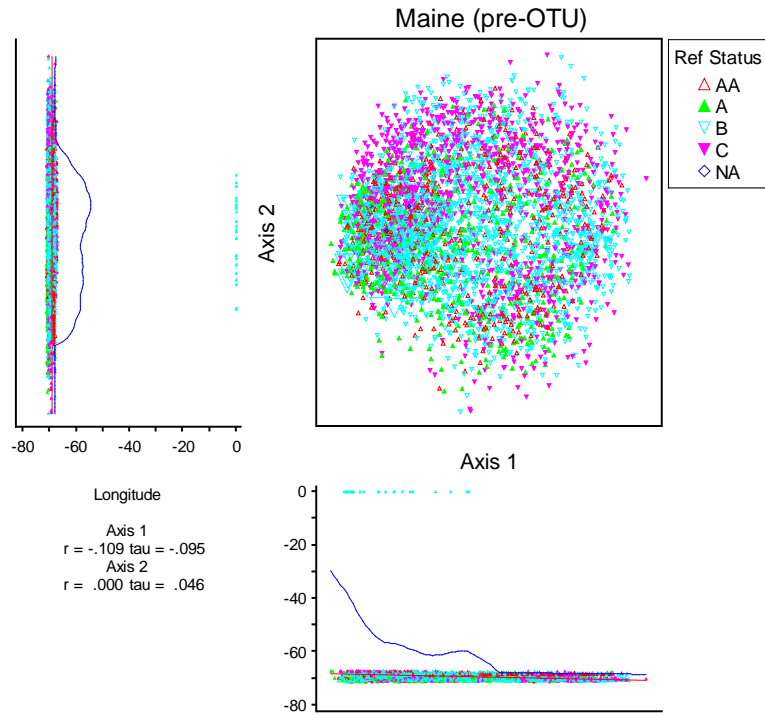 Maine (pre-OTU)
Ref Status
AA
A
B
C
NA
Axis 2
-80 -60 -40 -20 0
Axis 1
Longitude
Axis 1
r = -.109 tau = -.095
Axis 2
r = .000 tau = .046
0
-20
-40
-60
-80